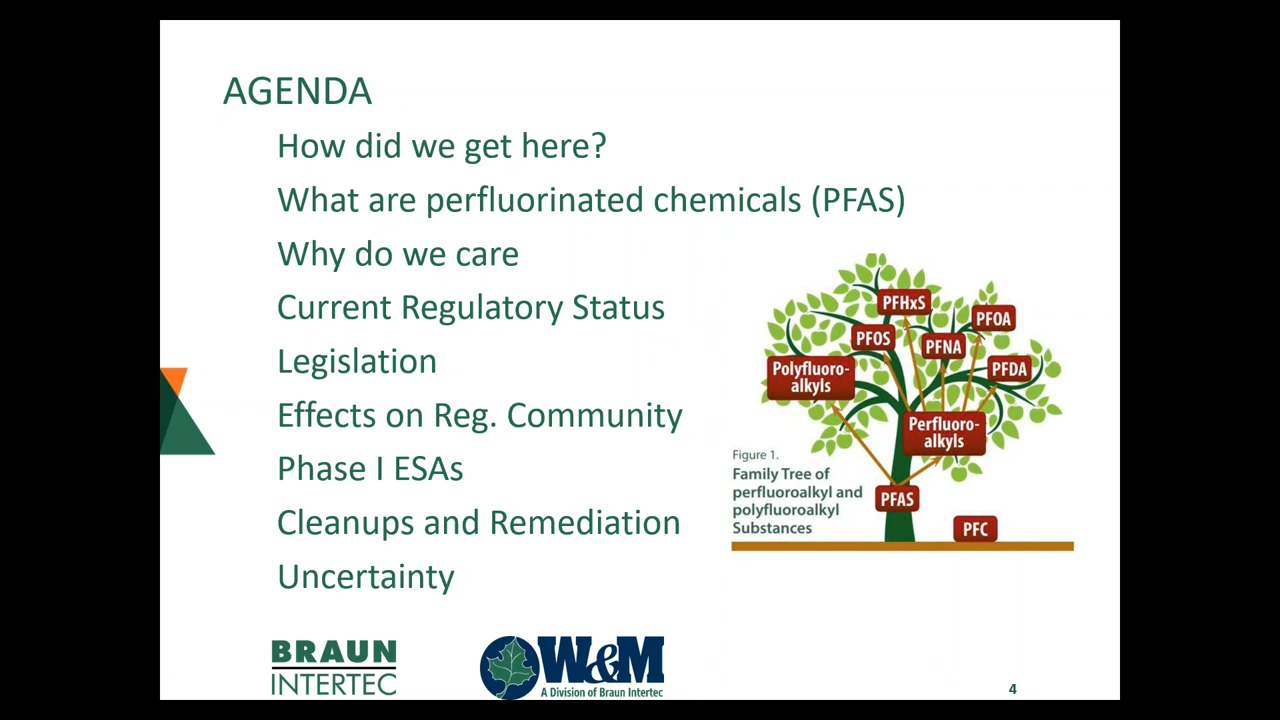 AGENDA
How did we get here?
What are perfluorinated chemicals (PFAS)
Why do we care
Current Regulatory Status
Legislation
Effects on Reg. Community
Phase I ESAs
Cleanups and Remediation
Uncertainty
PFHxS
PFOA
PFOS
PFNA
PFDA
Polyfluoro-
alkyls
Perfluoro-
alkyls
PFAS
PFC
Figure 1.
Family Tree of
perfluoroalkyl and
polyfluoroalkyl
Substances
BRAUN
INTERTEC
W&M
A Division of Braun Intertec
4